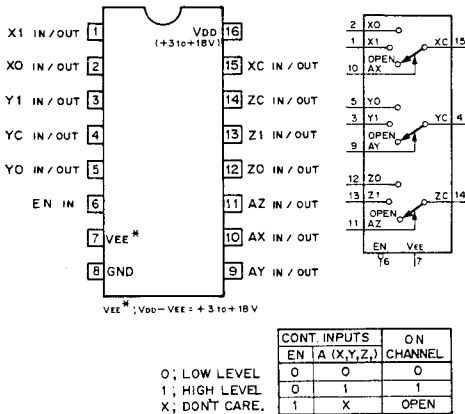 X1 IN/OUT 1
X0 IN/OUT 2
Y1 IN/OUT 3
YC IN/OUT 4
Y0 IN/OUT 5
EN IN 6
7 VEE*
8 GND
VDD 16
(+3 to +18V)
15 XC IN/OUT
14 ZC IN/OUT
13 Z1 IN/OUT
12 Z0 IN/OUT
11 AZ IN/OUT
10 AX IN/OUT
9 AY IN/OUT
VEE*; VDD-VEE = +3 to +18V
2 X0
1 X1 XC 15
OPEN
10 AX
5 Y0
3 Y1 YC 4
OPEN
9 AY
12 Z0
13 Z1 ZC 14
OPEN
11 AZ
EN VEE
6 7
CONT. INPUTS ON CHANNEL
EN A (X,Y,Z,)
0 0 0
0 1 1
1 X OPEN
0; LOW LEVEL
1; HIGH LEVEL
X; DON'T CARE.